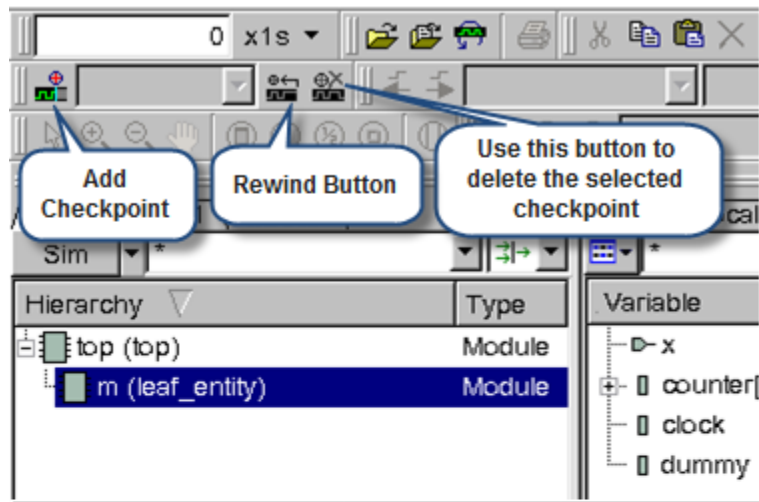 0 x1s
Add
Checkpoint
Rewind Button
Use this button to
delete the selected
checkpoint
Sim *
*
Hierarchy Type
Variable
top (top) Module
m (leaf_entity) Module
x
counter[
clock
dummy